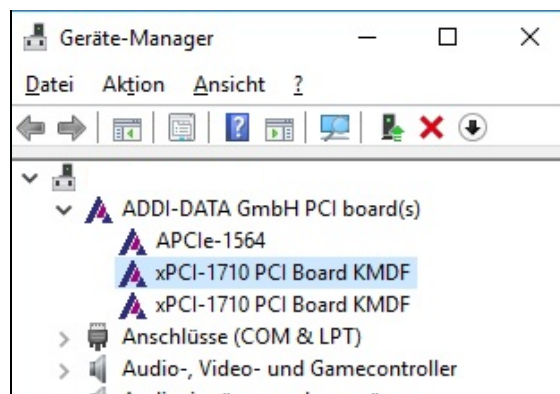 Geräte-Manager
Datei Aktion Ansicht ?
ADDI-DATA GmbH PCI board(s)
APCIe-1564
xPCI-1710 PCI Board KMDF
xPCI-1710 PCI Board KMDF
Anschlüsse (COM & LPT)
Audio-, Video- und Gamecontroller